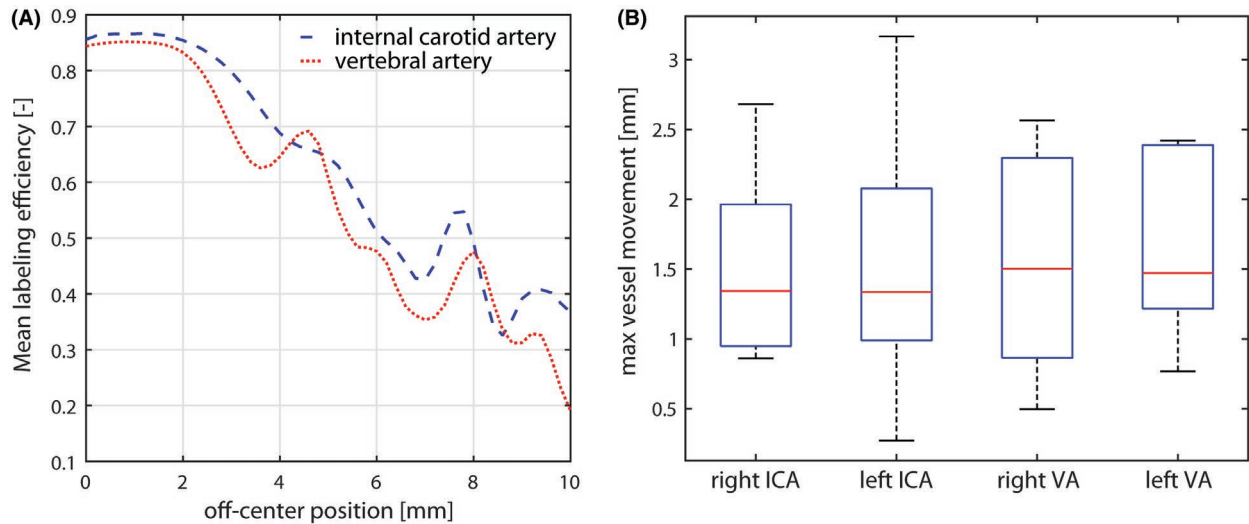 (A)
Mean labeling efficiency [-]
0.9
0.8
0.7
0.6
0.5
0.4
0.3
0.2
0.1
internal carotid artery
vertebral artery
0 2 4 6 8 10
off-center position [mm]
(B)
max vessel movement [mm]
3
2.5
2
1.5
1
0.5
right ICA left ICA right VA left VA